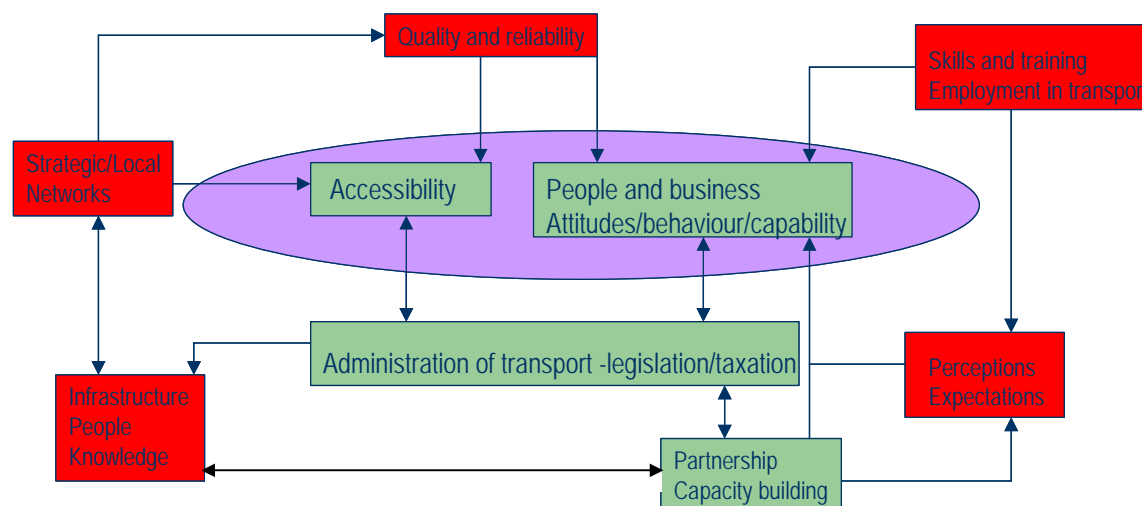 Quality and reliability
Skills and training
Employment in transpor
Strategic/Local
Networks
Accessibility
People and business
Attitudes/behaviour/capability
Administration of transport -legislation/taxation
Perceptions
Expectations
Infrastructure
People
Knowledge
Partnership
Capacity building